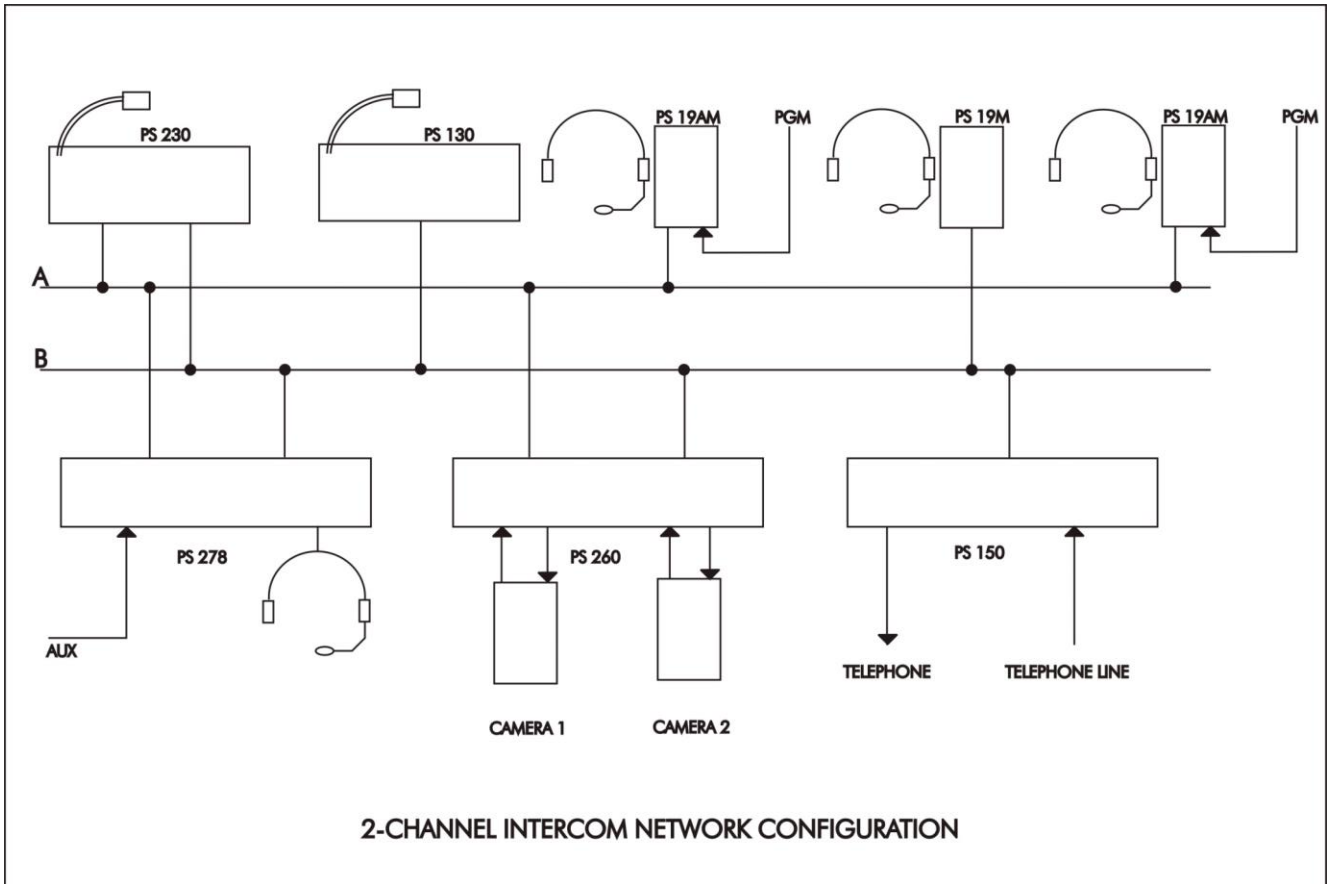 PS 230
PS 130
PS 19AM
PGM
PS 19M
PS 19AM
PGM
A
B
PS 278
PS 260
PS 150
AUX
TELEPHONE
TELEPHONE LINE
CAMERA 1
CAMERA 2
2-CHANNEL INTERCOM NETWORK CONFIGURATION